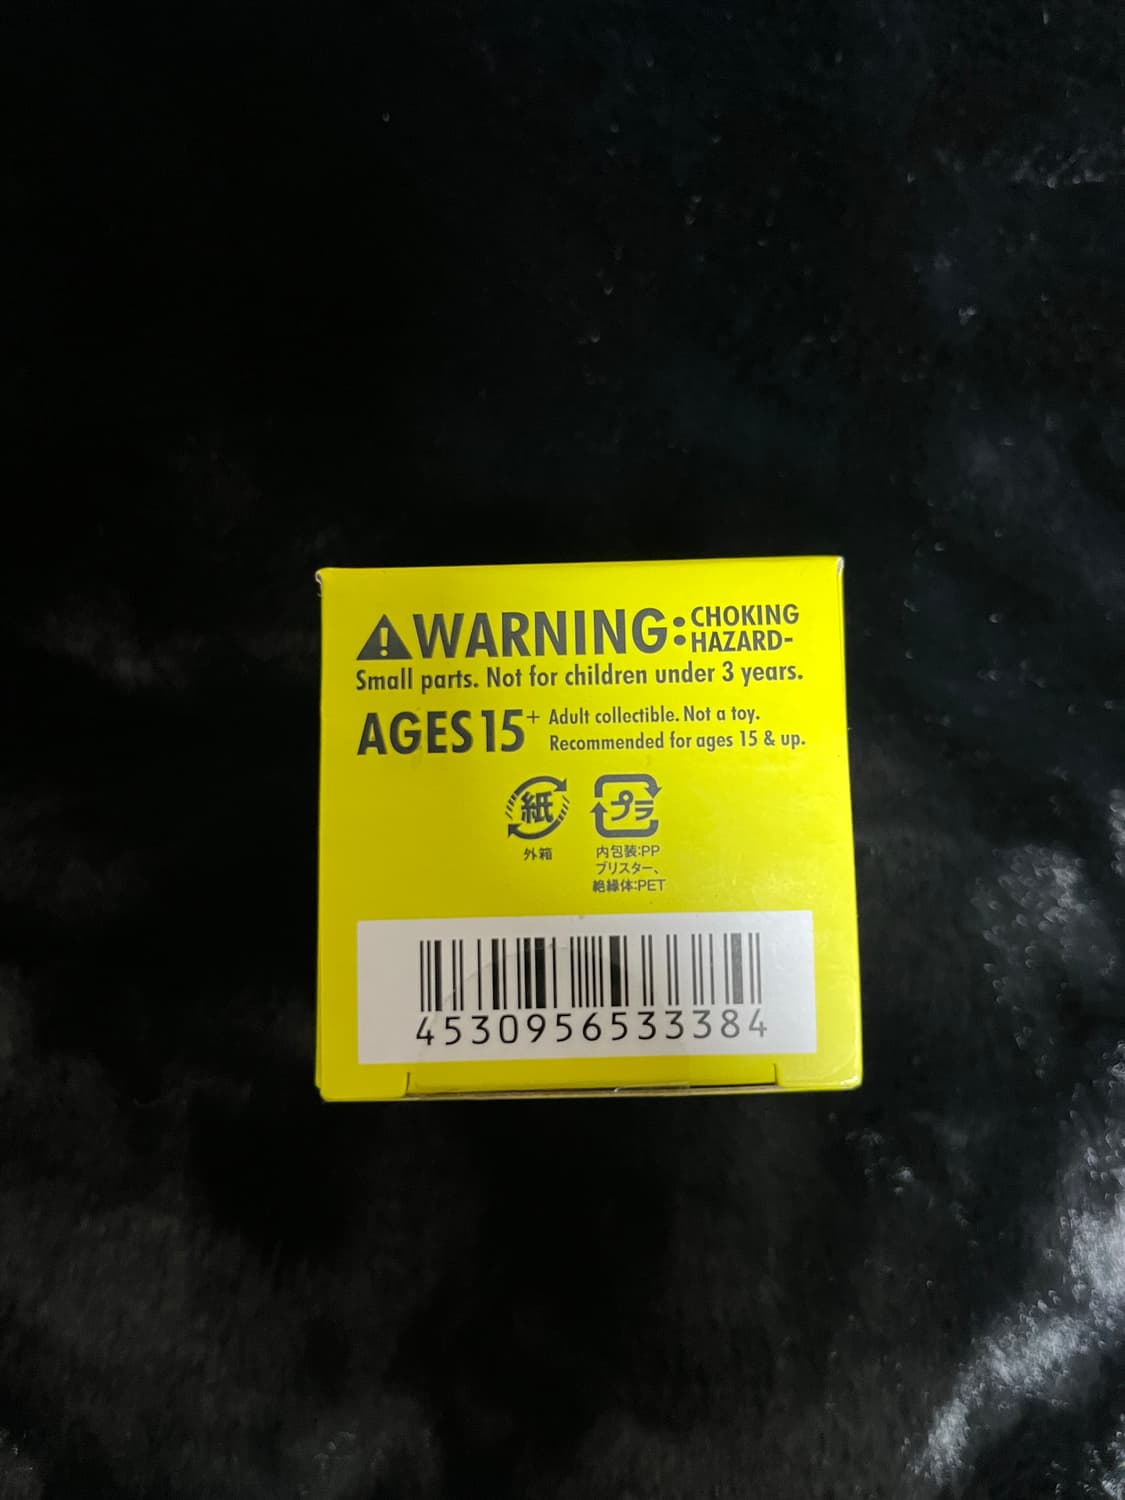 ⚠WARNING: CHOKING HAZARD-
Small parts. Not for children under 3 years.
AGES 15+ Adult collectible. Not a toy.
Recommended for ages 15 & up.
紙 プラ
外箱
内包装:PP
ブリスター、
絶縁体:PET
4530956533384